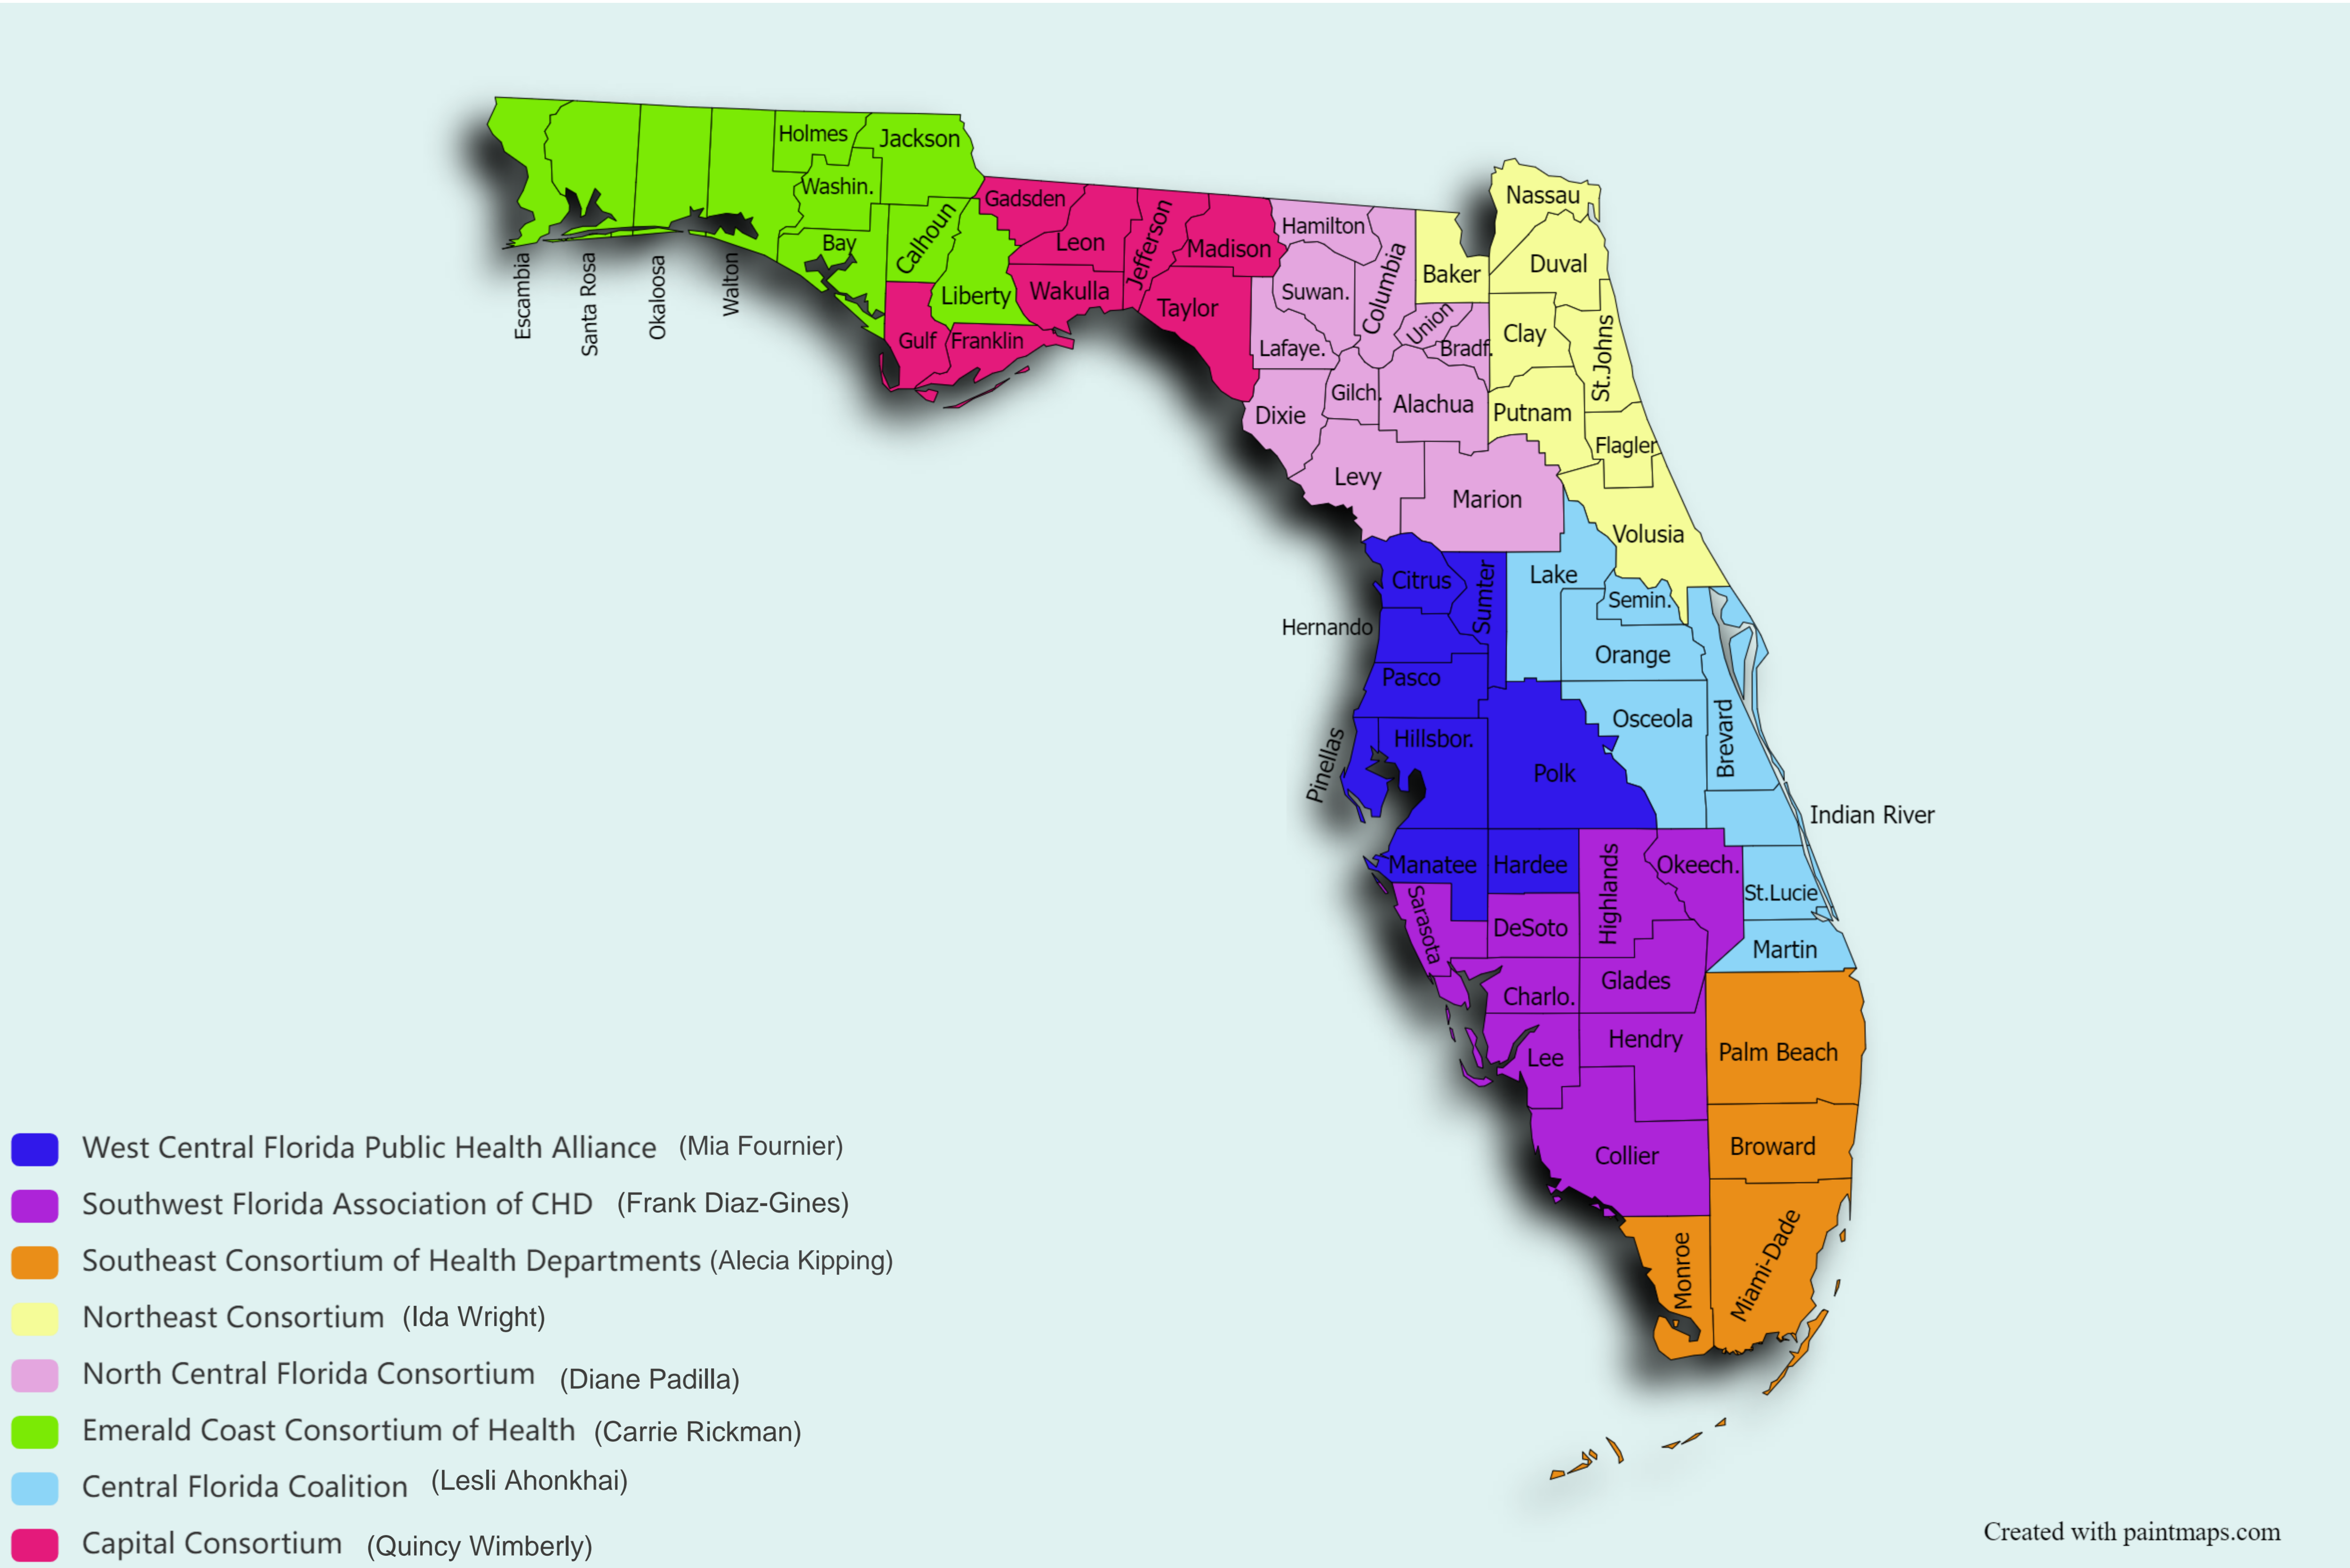 Holmes
Jackson
Washin.
Bay
Calhoun
Liberty
Escambia
Santa Rosa
Okaloosa
Walton
Gadsden
Leon
Jefferson
Madison
Wakulla
Taylor
Gulf
Franklin
Hamilton
Suwan.
Columbia
Lafaye.
Union
Bradf.
Dixie
Gilch.
Alachua
Levy
Marion
Nassau
Baker
Duval
Clay
St.Johns
Putnam
Flagler
Volusia
Citrus
Sumter
Lake
Semin.
Hernando
Orange
Pasco
Pinellas
Hillsbor.
Polk
Osceola
Brevard
Indian River
Manatee
Hardee
Highlands
Okeech.
St.Lucie
Sarasota
DeSoto
Martin
Charlo.
Glades
Lee
Hendry
Palm Beach
Collier
Broward
Monroe
Miami-Dade
West Central Florida Public Health Alliance (Mia Fournier)
Southwest Florida Association of CHD (Frank Diaz-Gines)
Southeast Consortium of Health Departments (Alecia Kipping)
Northeast Consortium (Ida Wright)
North Central Florida Consortium (Diane Padilla)
Emerald Coast Consortium of Health (Carrie Rickman)
Central Florida Coalition (Lesli Ahonkhai)
Capital Consortium (Quincy Wimberly)
Created with paintmaps.com